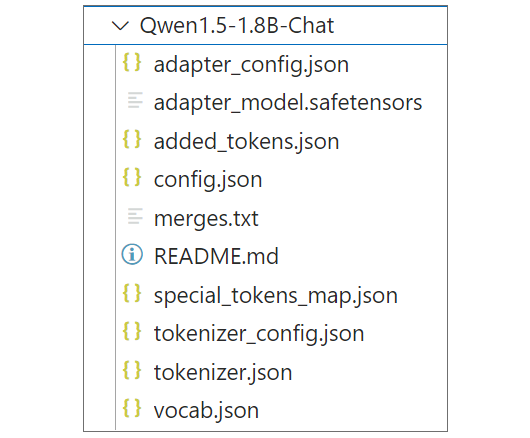 Qwen1.5-1.8B-Chat
adapter_config.json
adapter_model.safetensors
added_tokens.json
config.json
merges.txt
README.md
special_tokens_map.json
tokenizer_config.json
tokenizer.json
vocab.json